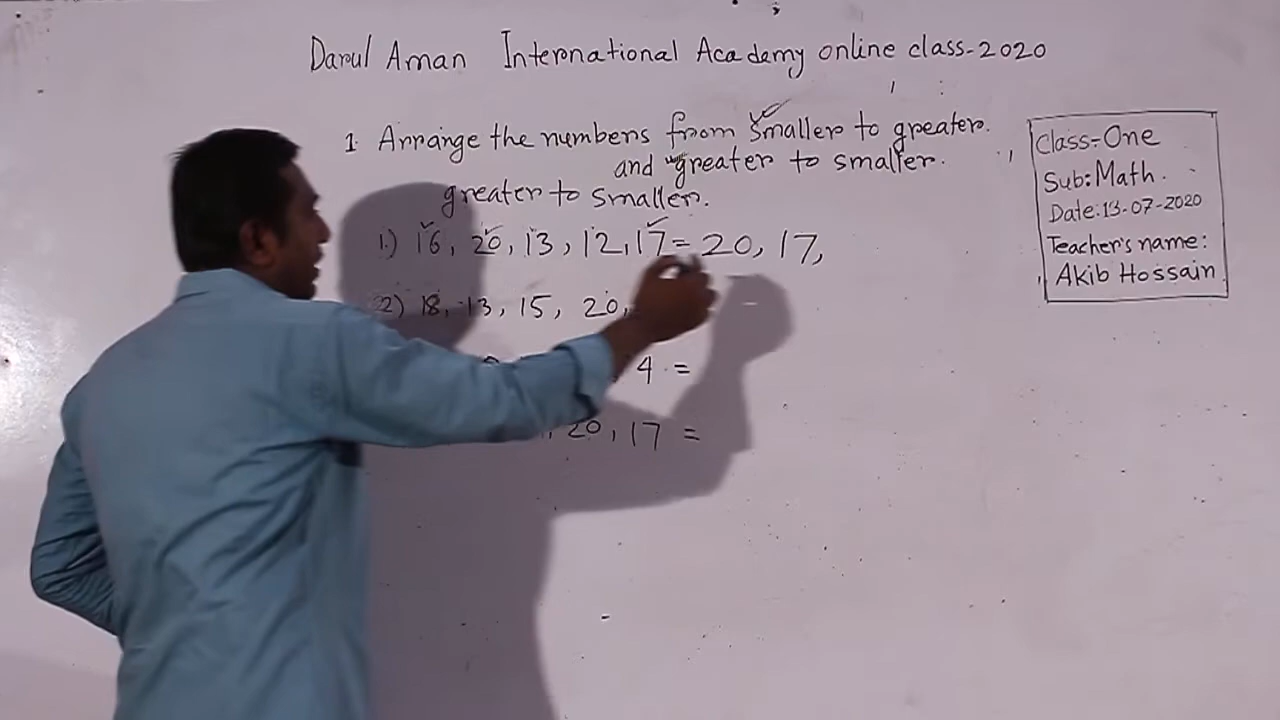 Darul Aman International Academy online class-2020
1. Arrange the numbers from smaller to greater.
and greater to smaller.
greater to smaller.
1.) 16, 20, 13, 12, 17 = 20, 17,
2) 18, 13, 15, 20,
4 =
20, 17 =
Class-One
Sub: Math.
Date: 13-07-2020
Teacher's name:
Akib Hossain